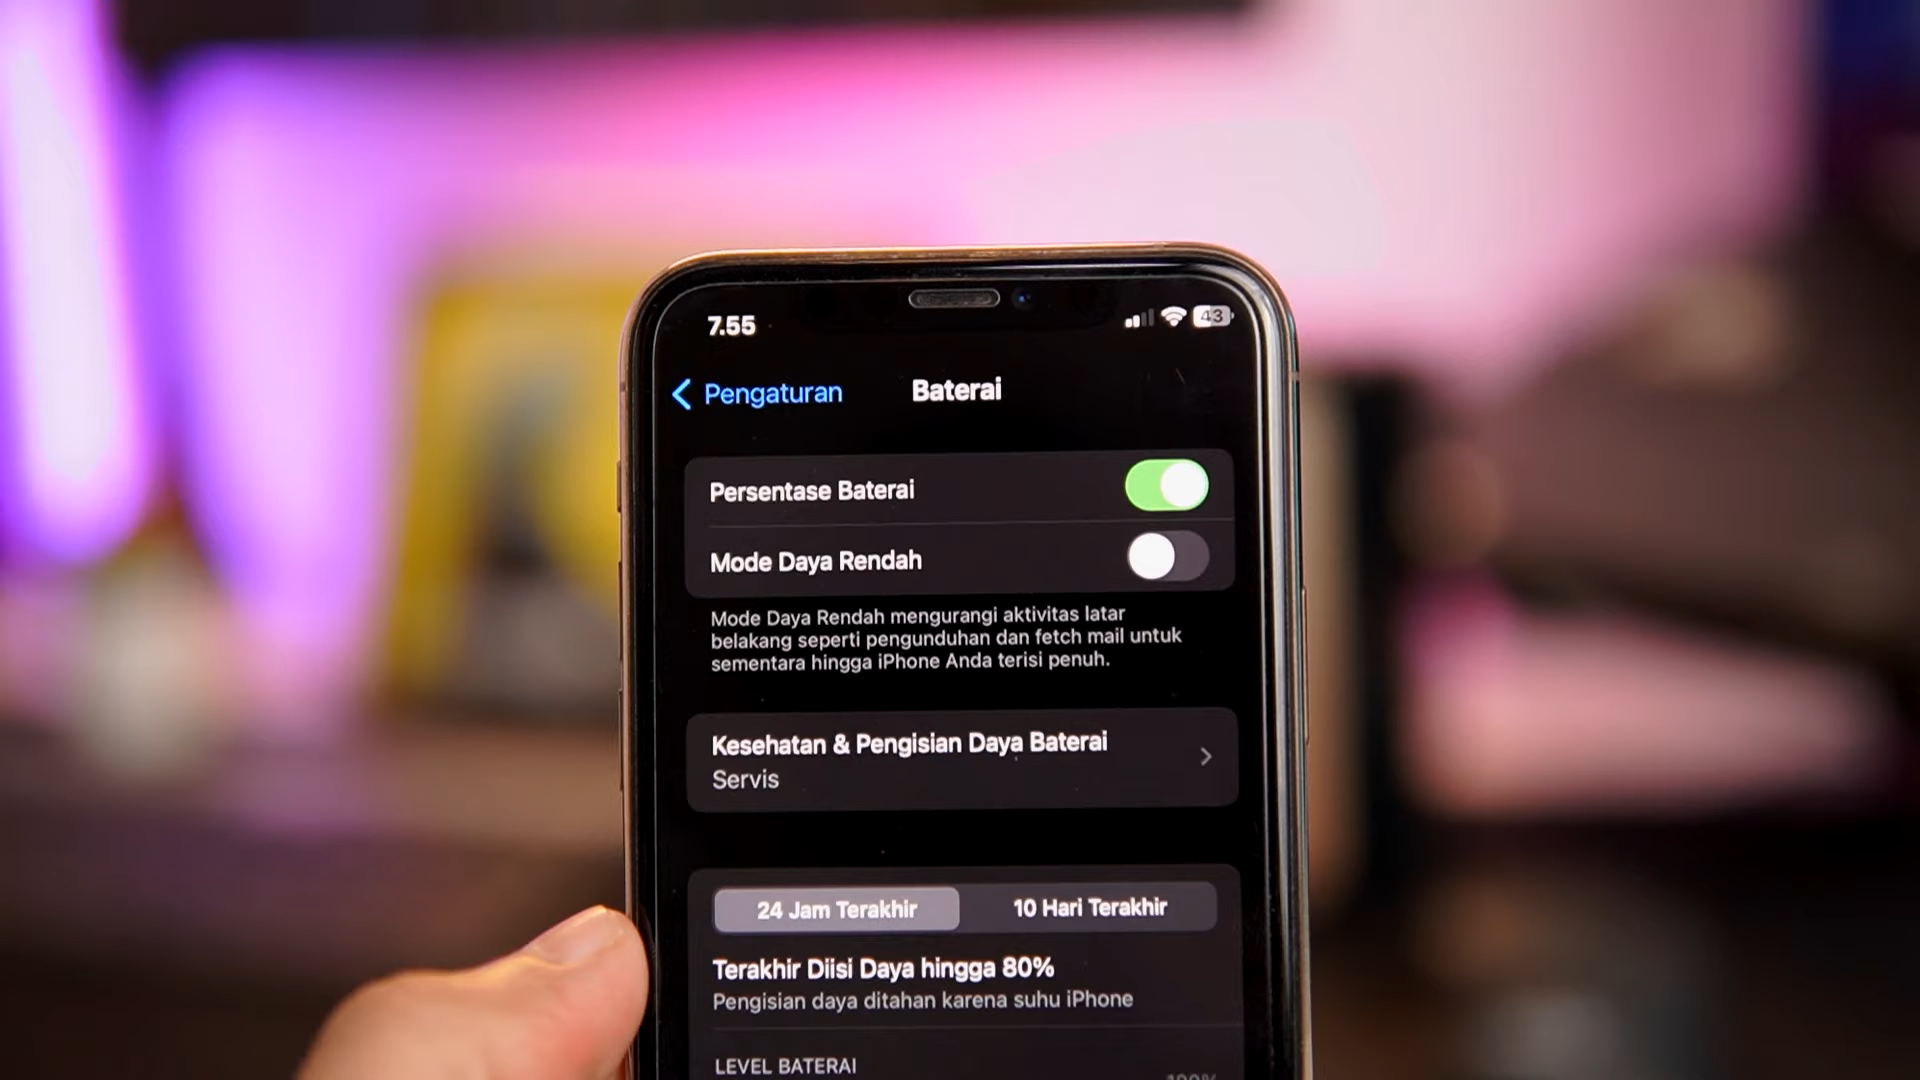 7.55
43
Pengaturan
Baterai
Persentase Baterai
Mode Daya Rendah
Mode Daya Rendah mengurangi aktivitas latar
belakang seperti pengunduhan dan fetch mail untuk
sementara hingga iPhone Anda terisi penuh.
Kesehatan & Pengisian Daya Baterai
Servis
24 Jam Terakhir
10 Hari Terakhir
Terakhir Diisi Daya hingga 80%
Pengisian daya ditahan karena suhu iPhone
LEVEL BATERAI
100%